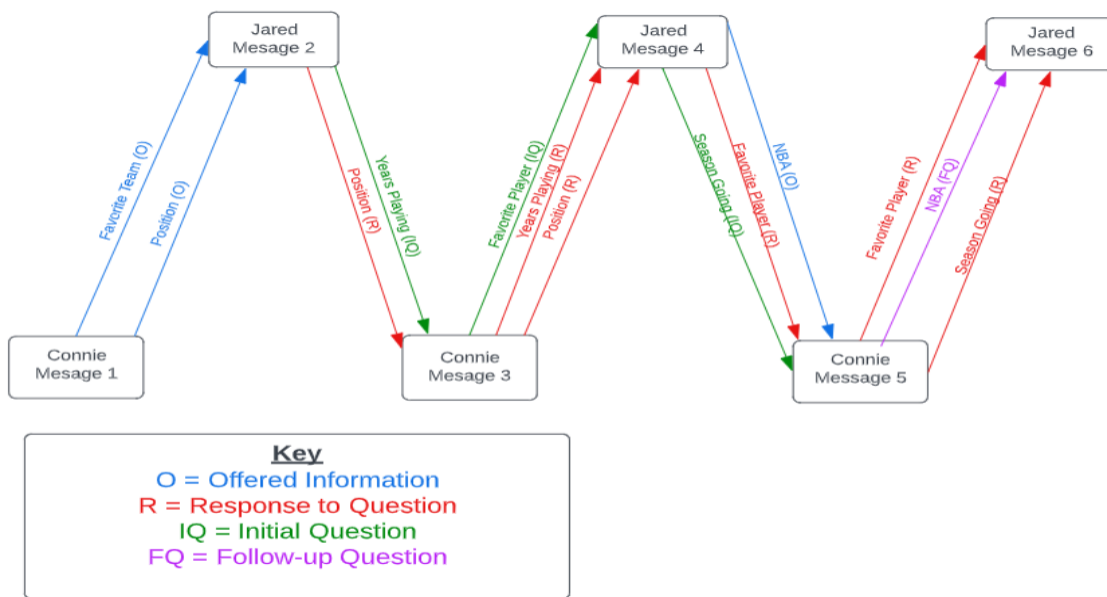 Jared
Mesage 2
Jared
Mesage 4
Jared
Mesage 6
Favorite Team (O)
Position (O)
Position (R)
Years Playing (IQ)
Favorite Player (IQ)
Years Playing (R)
Position (R)
Season Going (IQ)
Favorite Player (R)
NBA (O)
Favorite Player (R)
NBA (FQ)
Season Going (R)
Connie
Mesage 1
Connie
Mesage 3
Connie
Message 5
Key
O = Offered Information
R = Response to Question
IQ = Initial Question
FQ = Follow-up Question